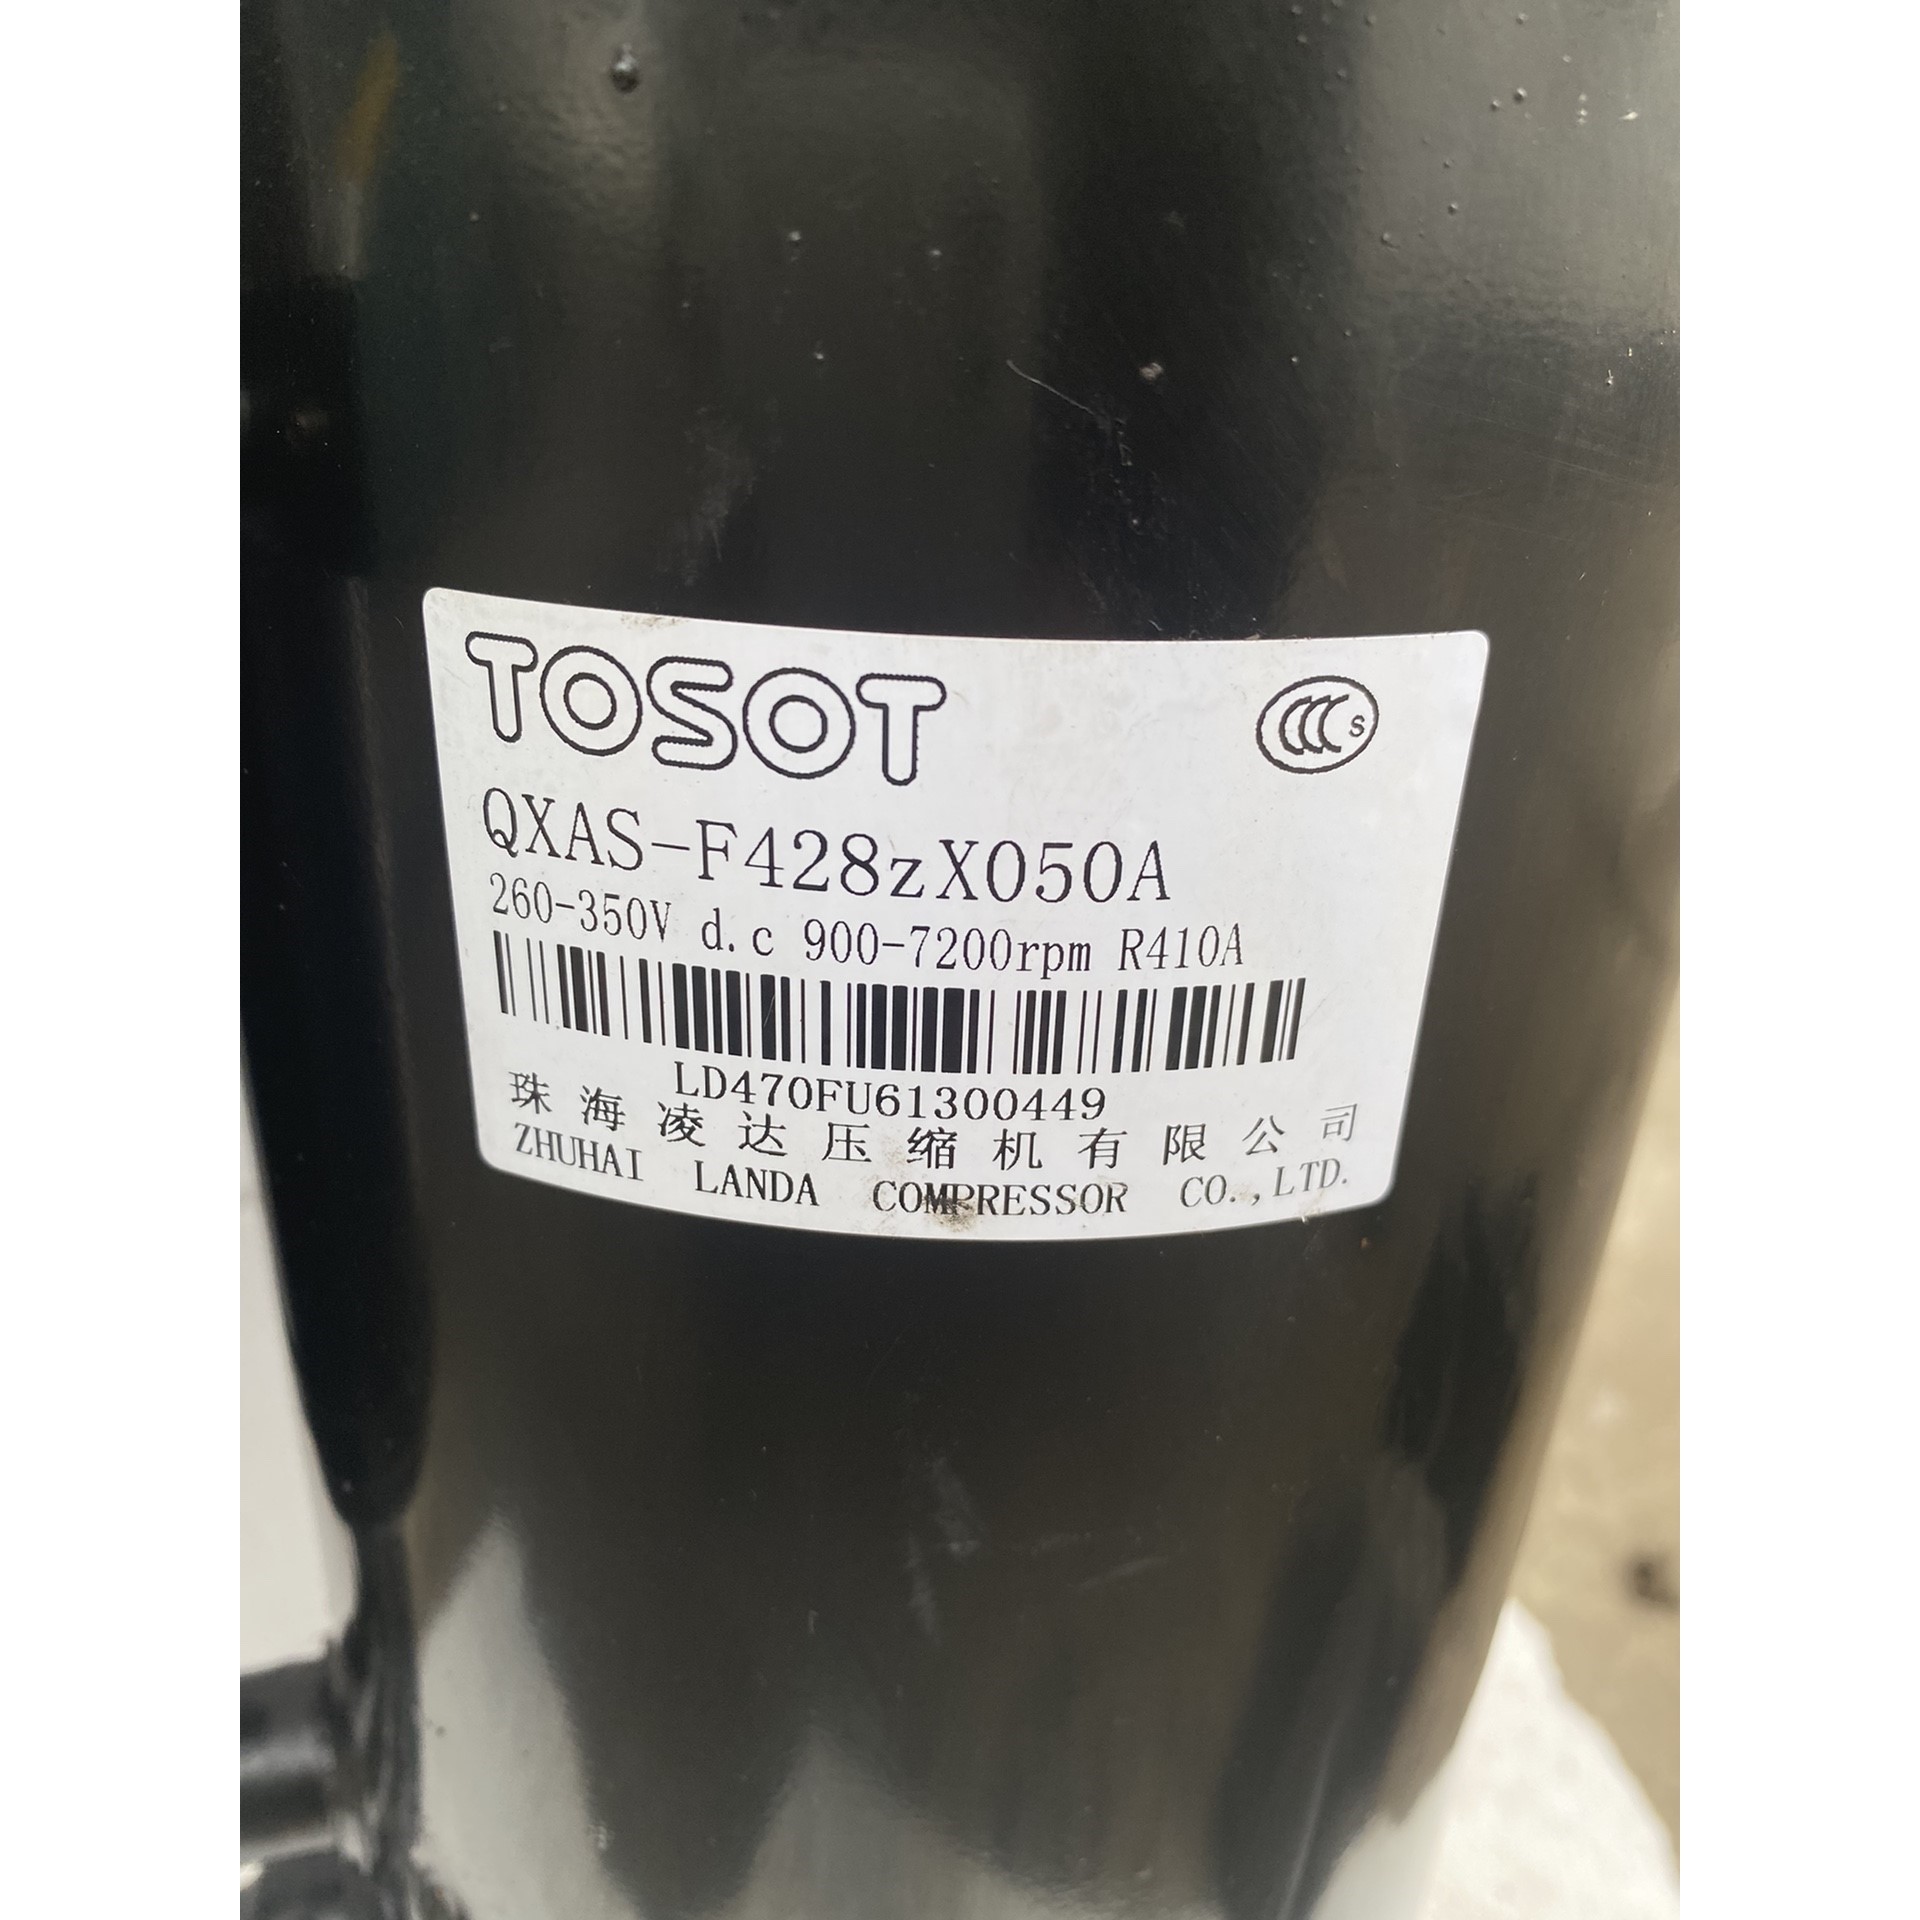 TOSOT
CCC S
QXAS-F428zX050A
260-350V d.c 900-7200rpm R410A
LD470FU61300449
珠海凌达压缩机有限公司
ZHUHAI LANDA COMPRESSOR CO.,LTD.